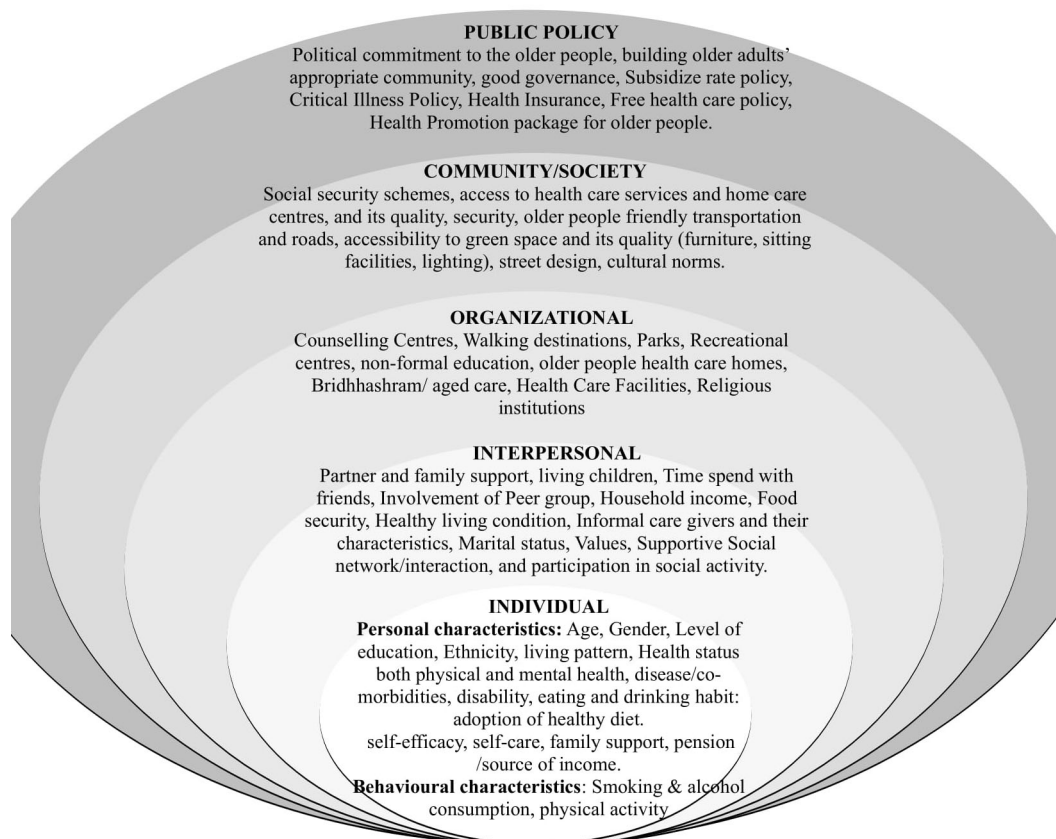 PUBLIC POLICY
Political commitment to the older people, building older adults'
appropriate community, good governance, Subsidize rate policy,
Critical Illness Policy, Health Insurance, Free health care policy,
Health Promotion package for older people.
COMMUNITY/SOCIETY
Social security schemes, access to health care services and home care
centres, and its quality, security, older people friendly transportation
and roads, accessibility to green space and its quality (furniture, sitting
facilities, lighting), street design, cultural norms.
ORGANIZATIONAL
Counselling Centres, Walking destinations, Parks, Recreational
centres, non-formal education, older people health care homes,
Bridhhashram/ aged care, Health Care Facilities, Religious
institutions
INTERPERSONAL
Partner and family support, living children, Time spend with
friends, Involvement of Peer group, Household income, Food
security, Healthy living condition, Informal care givers and their
characteristics, Marital status, Values, Supportive Social
network/interaction, and participation in social activity.
INDIVIDUAL
Personal characteristics: Age, Gender, Level of
education, Ethnicity, living pattern, Health status
both physical and mental health, disease/co-
morbidities, disability, eating and drinking habit:
adoption of healthy diet.
self-efficacy, self-care, family support, pension
/source of income.
Behavioural characteristics: Smoking & alcohol
consumption, physical activity